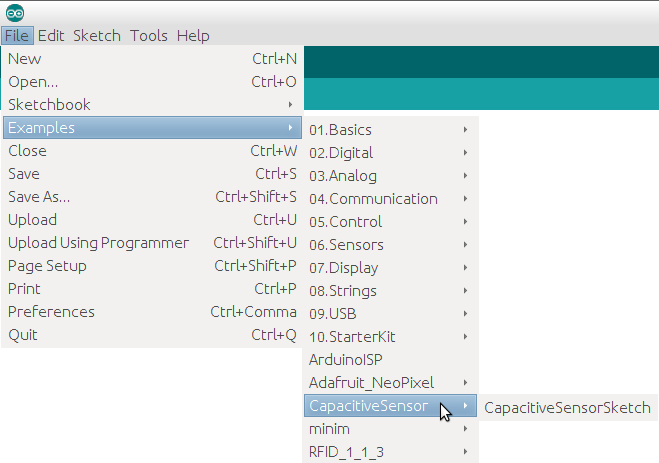 File Edit Sketch Tools Help
New Ctrl+N
Open... Ctrl+O
Sketchbook
Examples
Close Ctrl+W
Save Ctrl+S
Save As... Ctrl+Shift+S
Upload Ctrl+U
Upload Using Programmer Ctrl+Shift+U
Page Setup Ctrl+Shift+P
Print Ctrl+P
Preferences Ctrl+Comma
Quit Ctrl+Q
01.Basics
02.Digital
03.Analog
04.Communication
05.Control
06.Sensors
07.Display
08.Strings
09.USB
10.StarterKit
ArduinoISP
Adafruit_NeoPixel
CapacitiveSensor
minim
RFID_1_1_3
CapacitiveSensorSketch